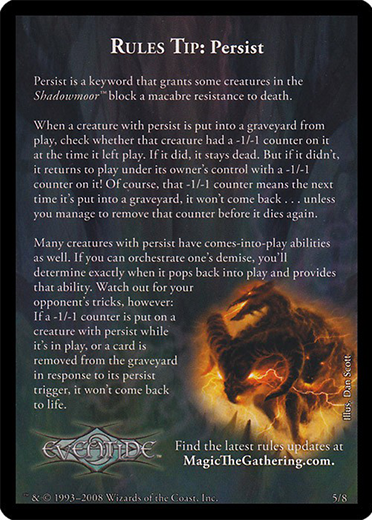 RULES TIP: Persist
Persist is a keyword that grants some creatures in the
Shadowmoor™ block a macabre resistance to death.
When a creature with persist is put into a graveyard from
play, check whether that creature had a -1/-1 counter on it
at the time it left play. If it did, it stays dead. But if it didn't,
it returns to play under its owner's control with a -1/-1
counter on it! Of course, that -1/-1 counter means the next
time it's put into a graveyard, it won't come back . . . unless
you manage to remove that counter before it dies again.
Many creatures with persist have comes-into-play abilities
as well. If you can orchestrate one's demise, you'll
determine exactly when it pops back into play and provides
that ability. Watch out for your
opponent's tricks, however:
If a -1/-1 counter is put on a
creature with persist while
it's in play, or a card is
removed from the graveyard
in response to its persist
trigger, it won't come back
to life.
Illus. Dan Scott
EVENTIDE™
Find the latest rules updates at
MagicTheGathering.com.
™ & © 1993–2008 Wizards of the Coast, Inc.
5/8